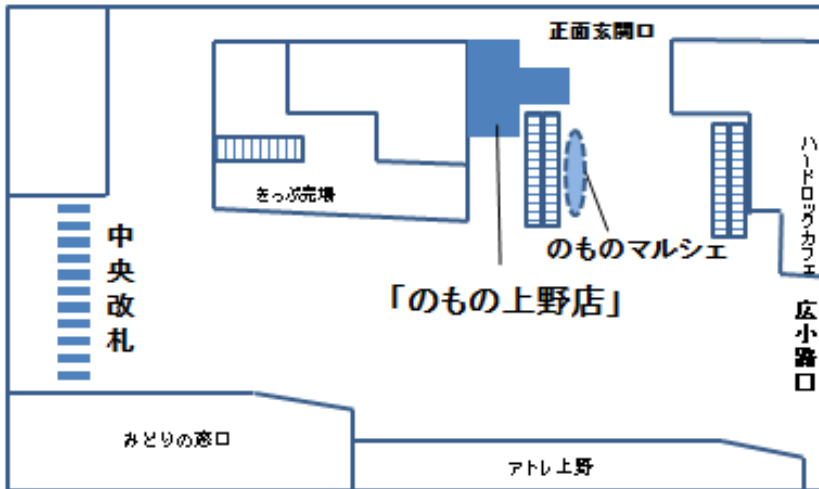 正面玄関口
きっぷ売場
ハードロックカフェ
中央改札
のものマルシェ
「のもの上野店」
広小路口
みどりの窓口
アトレ上野